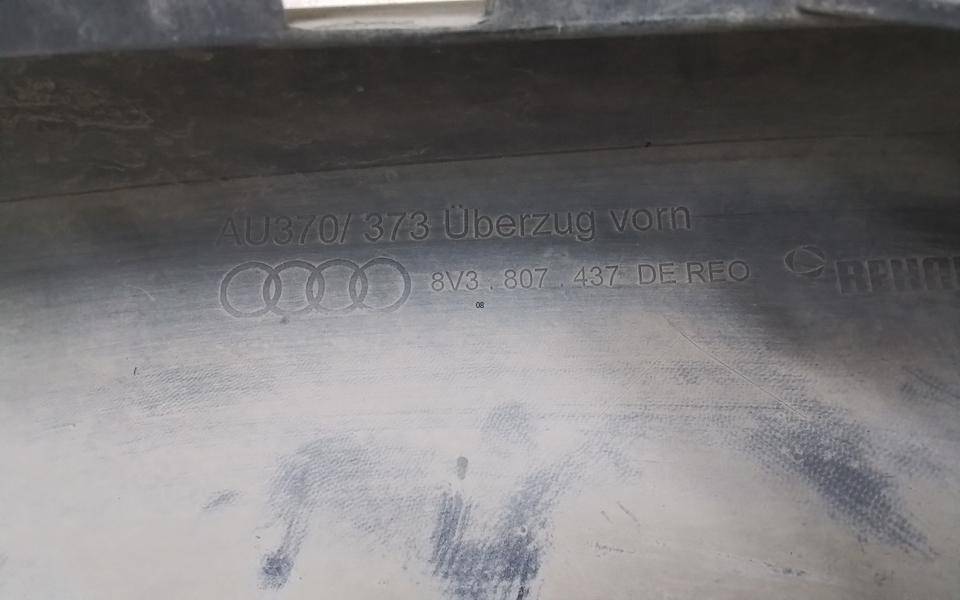 AU370/ 373 Überzug vorn
8V3 . 807 . 437 DE REO
08